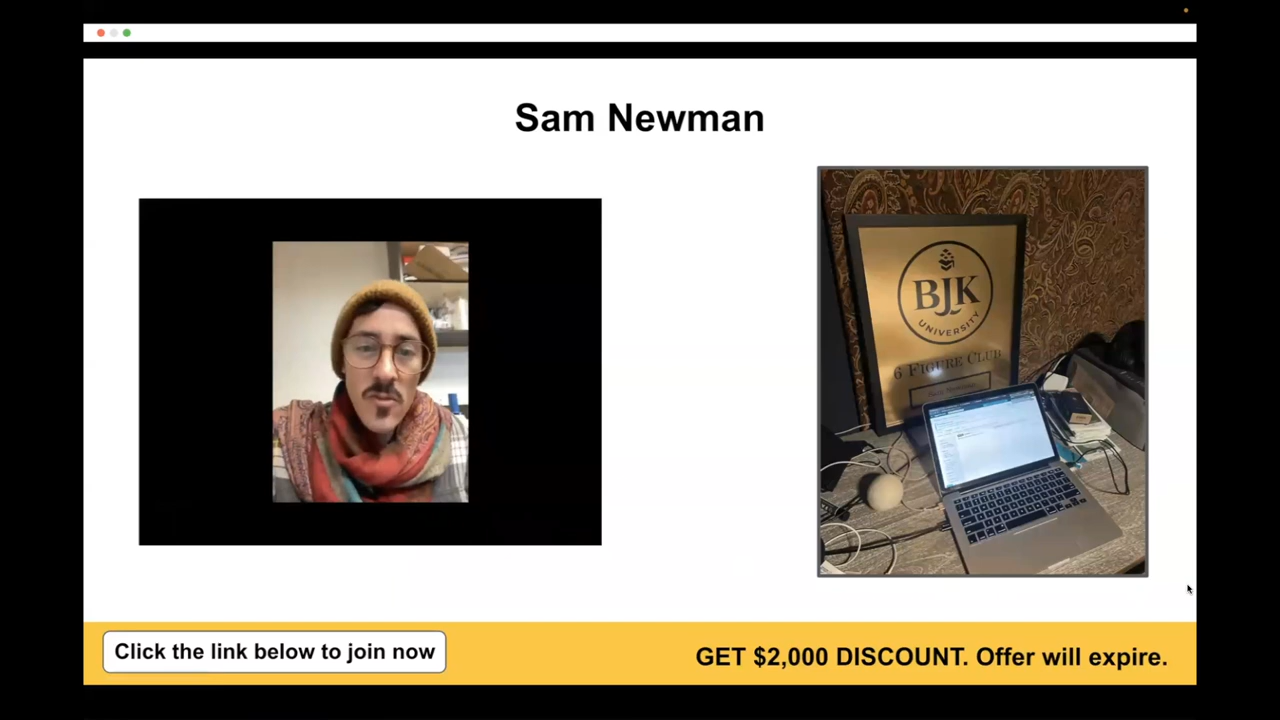 Sam Newman
BJK
UNIVERSITY
6 FIGURE CLUB
Click the link below to join now
GET $2,000 DISCOUNT. Offer will expire.